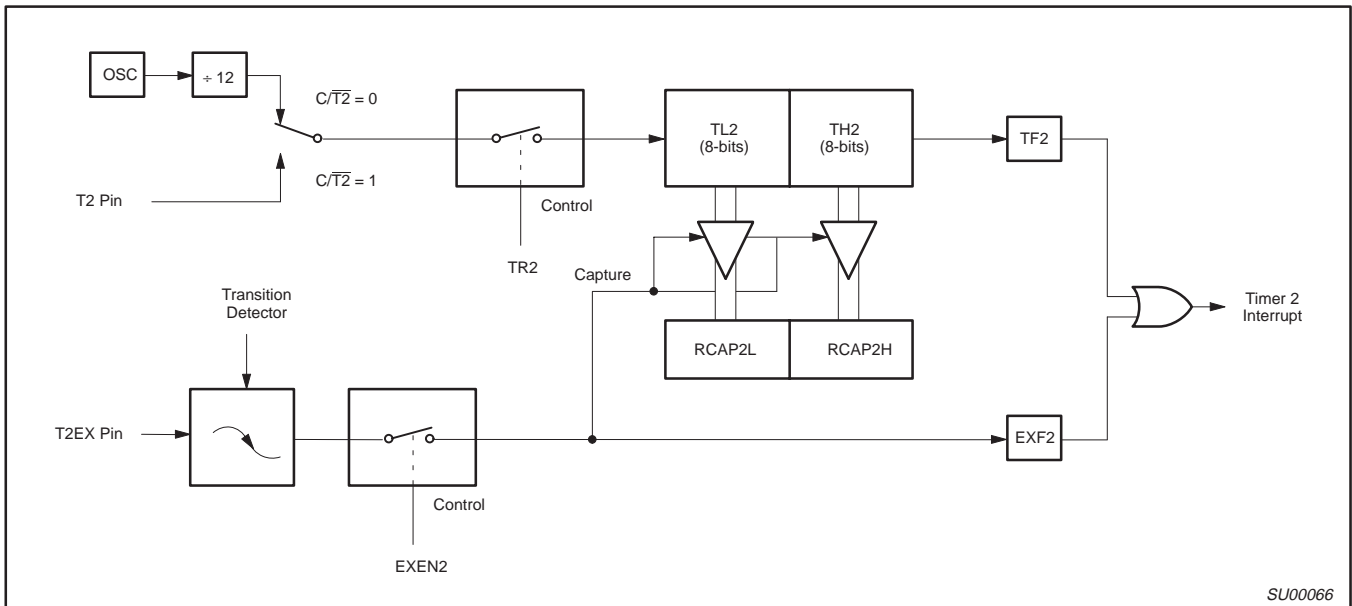 OSC
÷ 12
C/T2 = 0
TL2
(8-bits)
TH2
(8-bits)
TF2
C/T2 = 1
T2 Pin
Control
TR2
Capture
Transition
Detector
Timer 2
Interrupt
RCAP2L
RCAP2H
T2EX Pin
EXF2
Control
EXEN2
SU00066